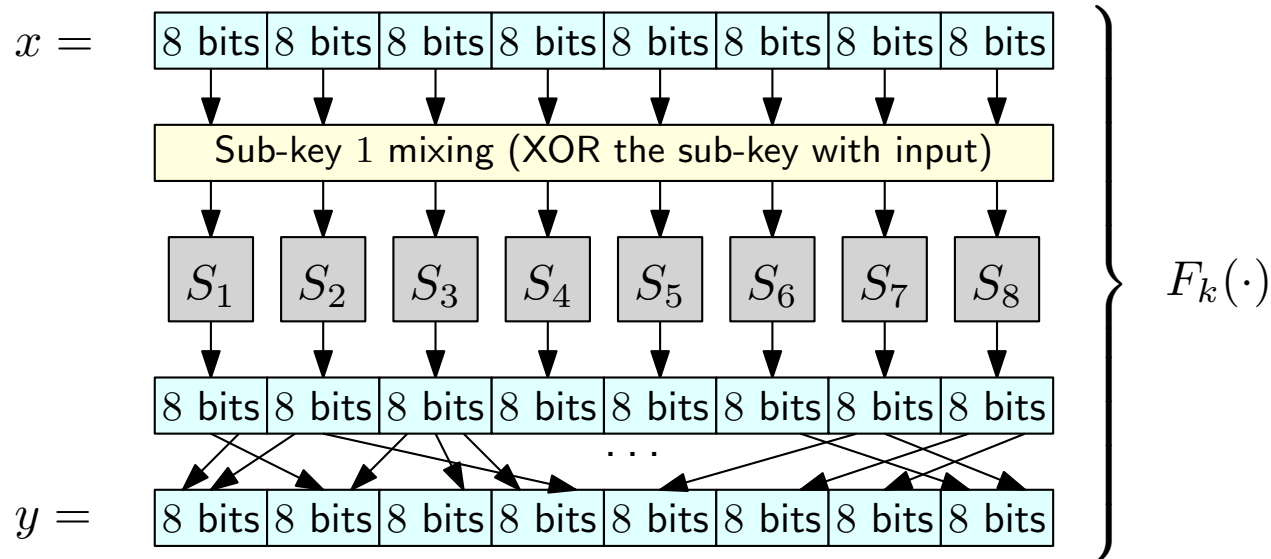 x = 8 bits 8 bits 8 bits 8 bits 8 bits 8 bits 8 bits 8 bits
Sub-key 1 mixing (XOR the sub-key with input)
S₁ S₂ S₃ S₄ S₅ S₆ S₇ S₈
F_k(·)
8 bits 8 bits 8 bits 8 bits 8 bits 8 bits 8 bits 8 bits
...
y = 8 bits 8 bits 8 bits 8 bits 8 bits 8 bits 8 bits 8 bits